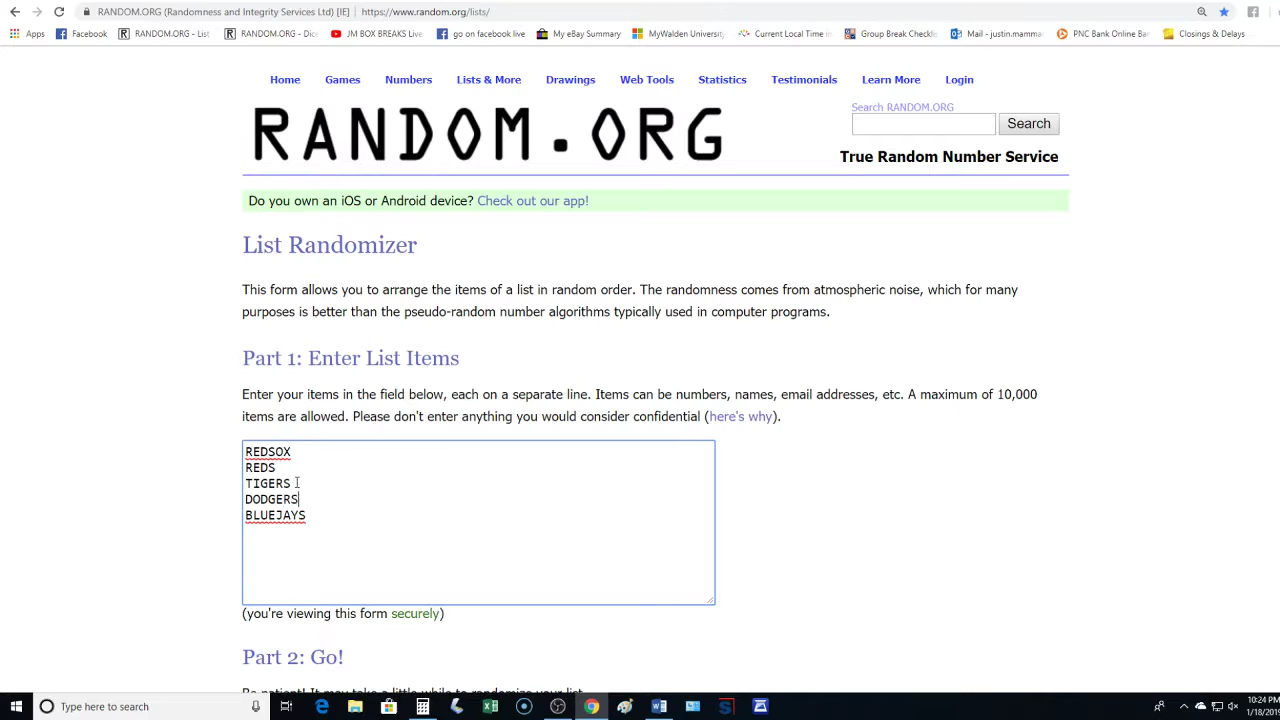 RANDOM.ORG (Randomness and Integrity Services Ltd) [IE] | https://www.random.org/lists/
Apps Facebook RANDOM.ORG - List RANDOM.ORG - Dice JM BOX BREAKS Live go on facebook live My eBay Summary MyWalden Universit Current Local Time in Group Break Checkli Mail - justin.mamma PNC Bank Online Ban Closings & Delays
Home Games Numbers Lists & More Drawings Web Tools Statistics Testimonials Learn More Login
Search RANDOM.ORG
RANDOM.ORG
Search
True Random Number Service
Do you own an iOS or Android device? Check out our app!
List Randomizer
This form allows you to arrange the items of a list in random order. The randomness comes from atmospheric noise, which for many
purposes is better than the pseudo-random number algorithms typically used in computer programs.
Part 1: Enter List Items
Enter your items in the field below, each on a separate line. Items can be numbers, names, email addresses, etc. A maximum of 10,000
items are allowed. Please don't enter anything you would consider confidential (here's why).
REDSOX
REDS
TIGERS
DODGERS
BLUEJAYS
(you're viewing this form securely)
Part 2: Go!
Be patient! It may take a little while to randomize your list
Type here to search
10:24 PM
1/18/201